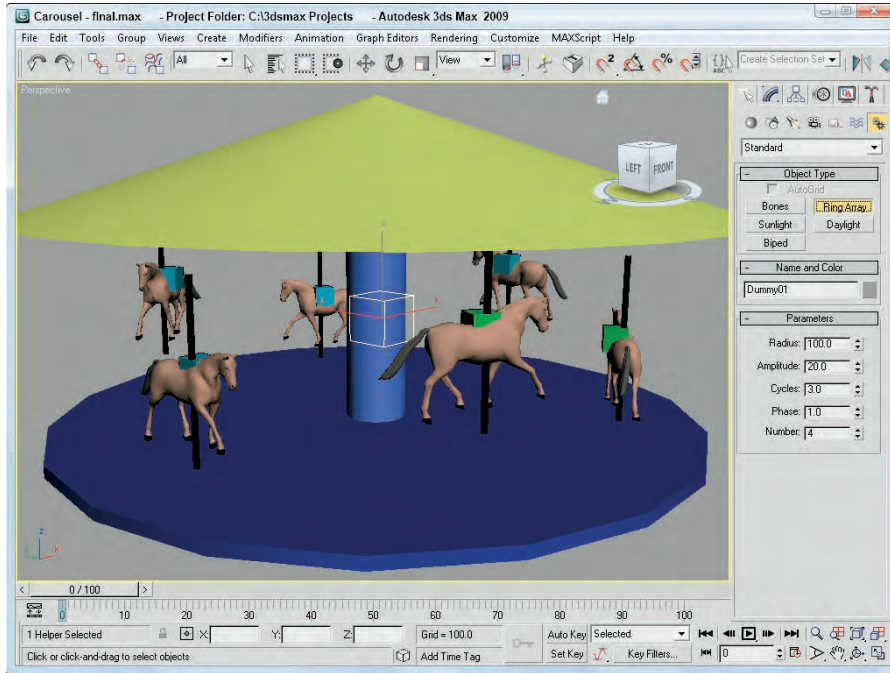 Carousel - fInal.max - Project Folder: C:\3dsmax Projects - Autodesk 3ds Max 2009
File Edit Tools Group Views Create Modifiers Animation Graph Editors Rendering Customize MAXScript Help
All View 2 % ABC Create Selection Set
Perspective
LEFT FRONT
Standard
- Object Type
AutoGrid
Bones Ring Array
Sunlight Daylight
Biped
- Name and Color
Dummy01
- Parameters
Radius: 100.0
Amplitude: 20.0
Cycles: 3.0
Phase: 1.0
Number: 4
z
x
z
x
< 0 / 100 >
0 10 20 30 40 50 60 70 80 90 100
1 Helper Selected X: Y: Z: Grid = 100.0 Auto Key Selected
Click or click-and-drag to select objects Add Time Tag Set Key Key Filters... 0